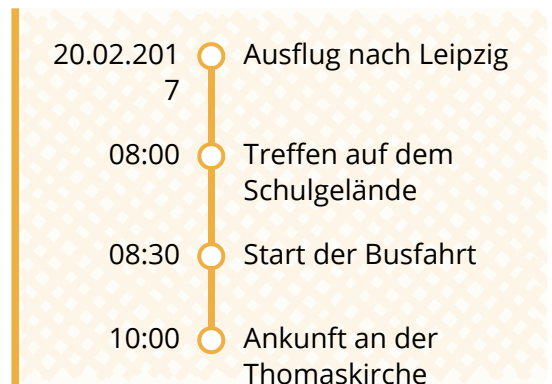 20.02.201
7
Ausflug nach Leipzig
08:00
Treffen auf dem
Schulgelände
08:30
Start der Busfahrt
10:00
Ankunft an der
Thomaskirche